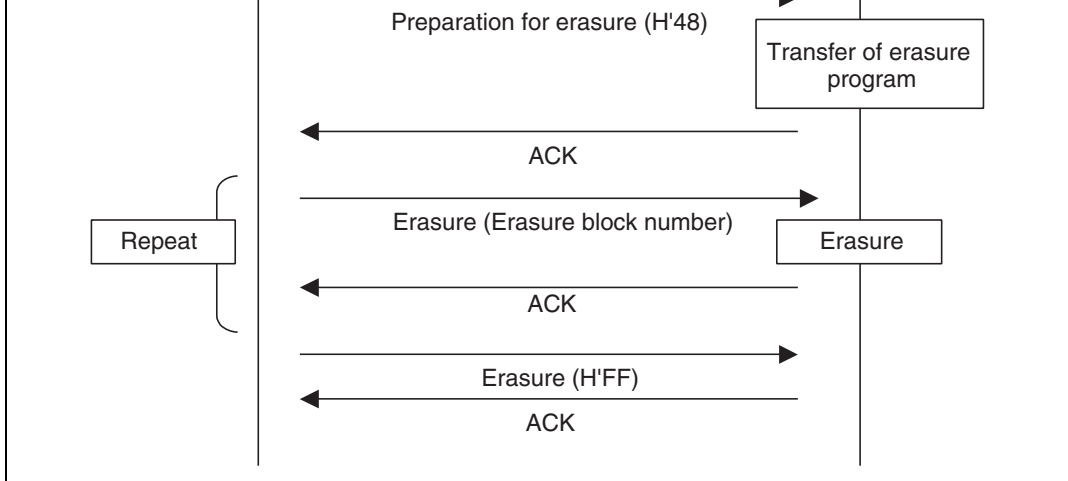 Preparation for erasure (H'48)
Transfer of erasure
program
ACK
Erasure (Erasure block number)
Repeat
Erasure
ACK
Erasure (H'FF)
ACK